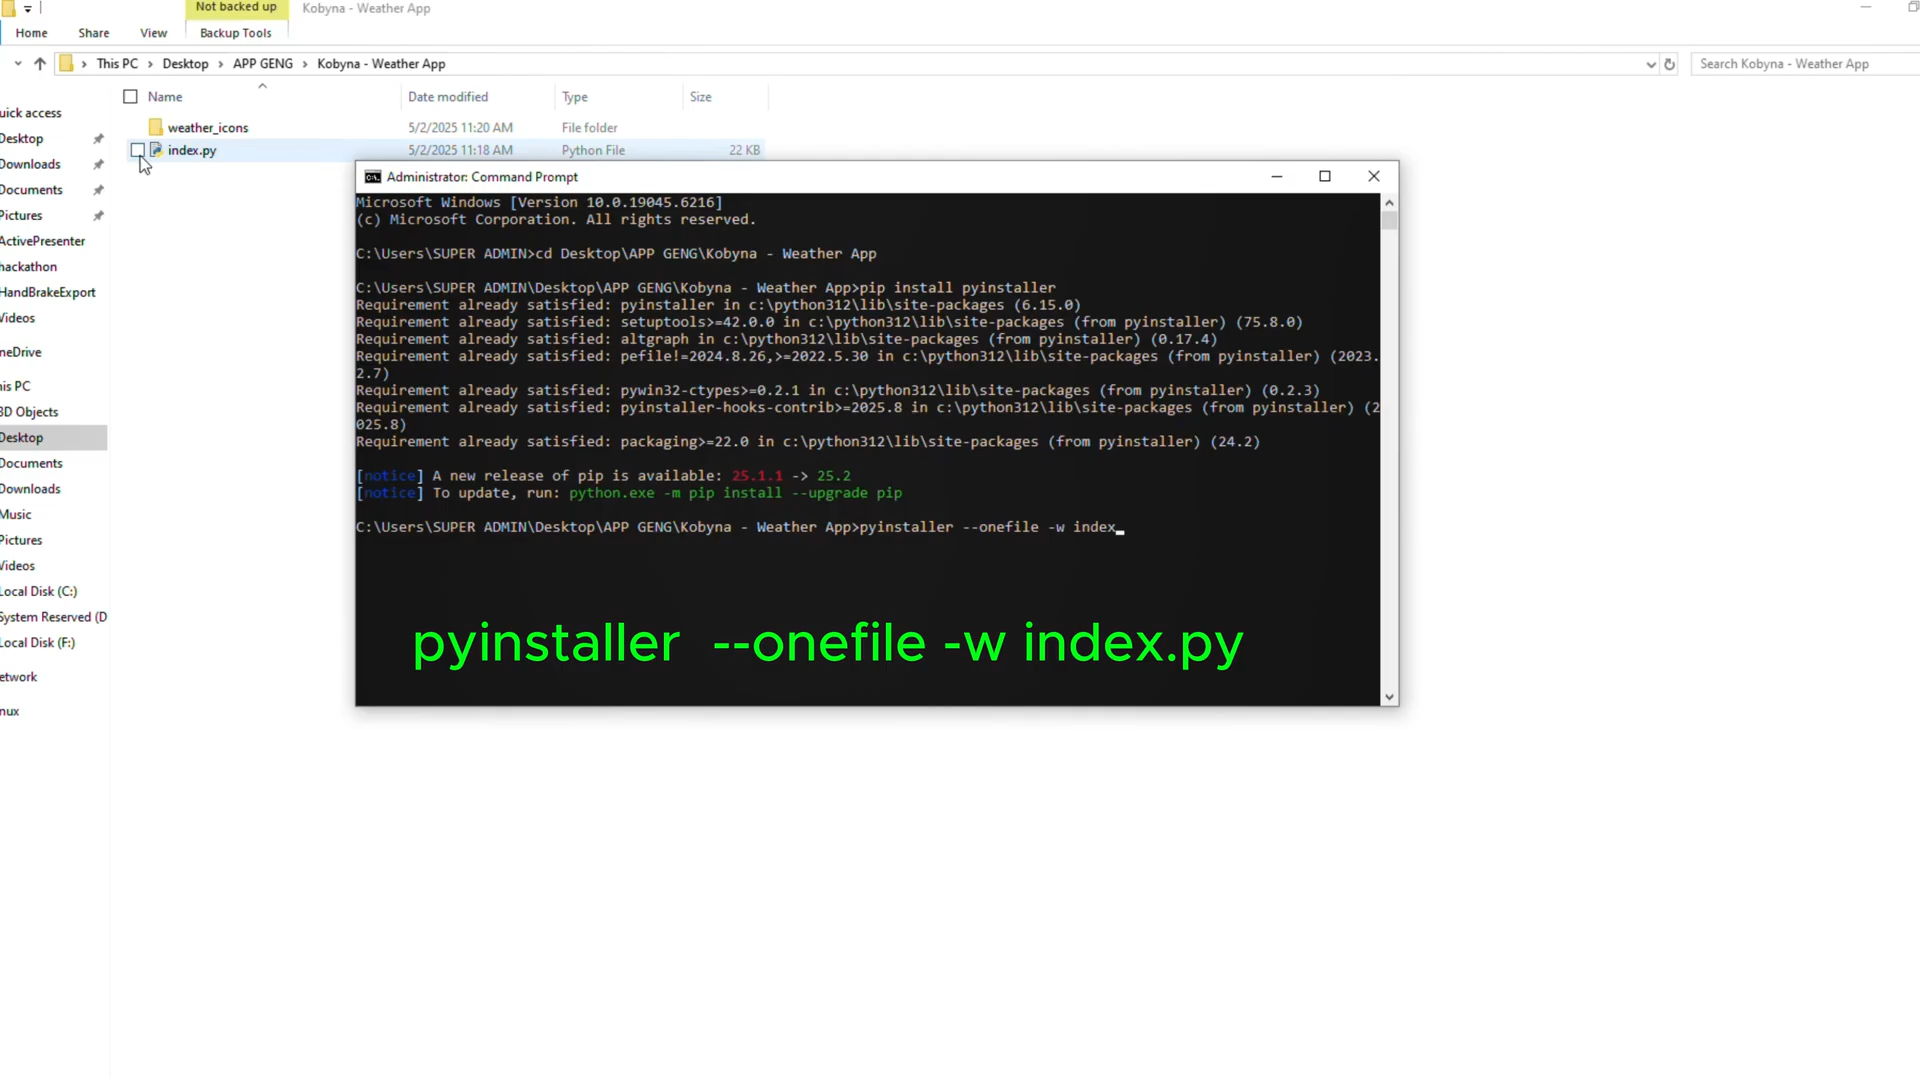 Not backed up
Kobyna - Weather App
Home Share View Backup Tools
This PC > Desktop > APP GENG > Kobyna - Weather App
Search Kobyna - Weather App
Name Date modified Type Size
weather_icons 5/2/2025 11:20 AM File folder
index.py 5/2/2025 11:18 AM Python File 22 KB
uick access
Desktop
Downloads
Documents
Pictures
ActivePresenter
hackathon
HandBrakeExport
Videos
neDrive
his PC
3D Objects
Desktop
Documents
Downloads
Music
Pictures
Videos
Local Disk (C:)
System Reserved (D
Local Disk (F:)
etwork
nux
Administrator: Command Prompt
Microsoft Windows [Version 10.0.19045.6216]
(c) Microsoft Corporation. All rights reserved.
C:\Users\SUPER ADMIN>cd Desktop\APP GENG\Kobyna - Weather App
C:\Users\SUPER ADMIN\Desktop\APP GENG\Kobyna - Weather App>pip install pyinstaller
Requirement already satisfied: pyinstaller in c:\python312\lib\site-packages (6.15.0)
Requirement already satisfied: setuptools>=42.0.0 in c:\python312\lib\site-packages (from pyinstaller) (75.8.0)
Requirement already satisfied: altgraph in c:\python312\lib\site-packages (from pyinstaller) (0.17.4)
Requirement already satisfied: pefile!=2024.8.26,>=2022.5.30 in c:\python312\lib\site-packages (from pyinstaller) (2023.
2.7)
Requirement already satisfied: pywin32-ctypes>=0.2.1 in c:\python312\lib\site-packages (from pyinstaller) (0.2.3)
Requirement already satisfied: pyinstaller-hooks-contrib>=2025.8 in c:\python312\lib\site-packages (from pyinstaller) (2
025.8)
Requirement already satisfied: packaging>=22.0 in c:\python312\lib\site-packages (from pyinstaller) (24.2)
[notice] A new release of pip is available: 25.1.1 -> 25.2
[notice] To update, run: python.exe -m pip install --upgrade pip
C:\Users\SUPER ADMIN\Desktop\APP GENG\Kobyna - Weather App>pyinstaller --onefile -w index_
pyinstaller --onefile -w index.py